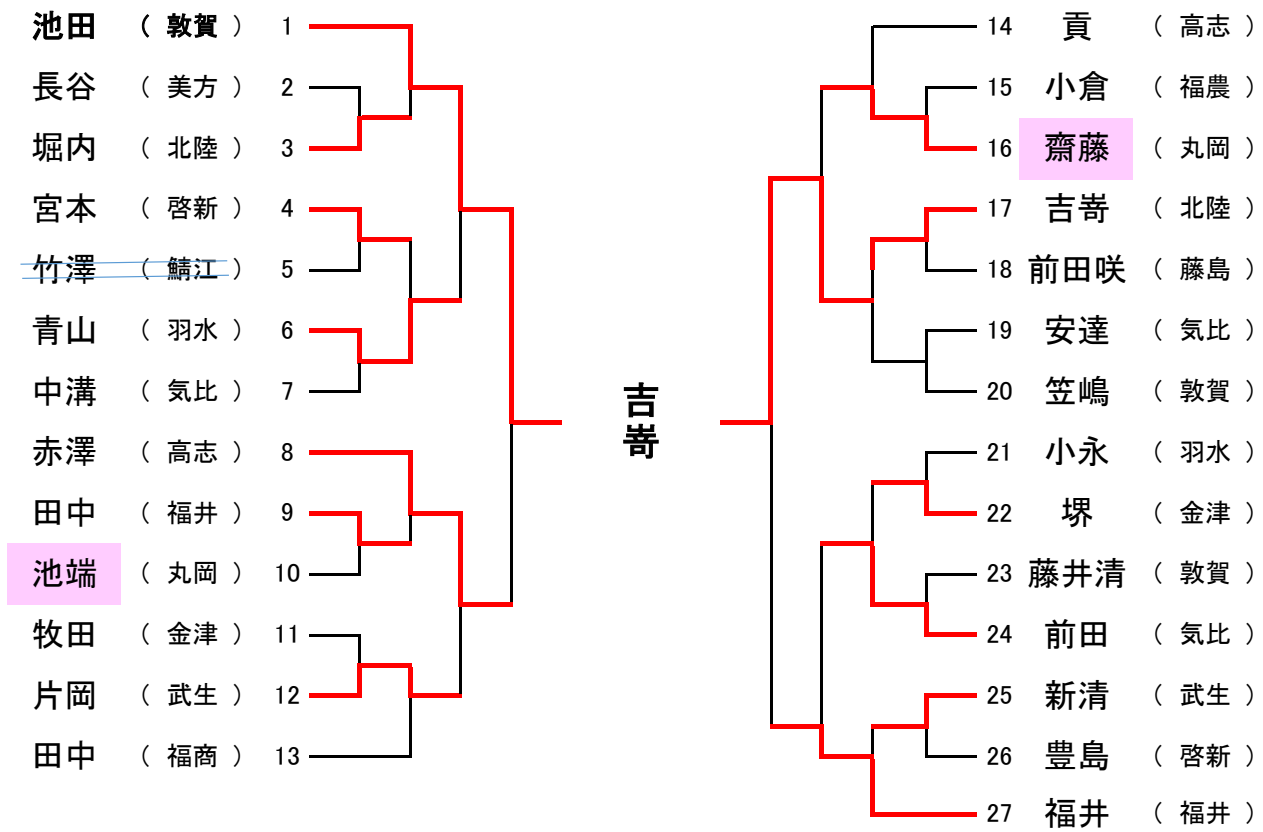 池田 （ 敦賀 ） 1
長谷 （ 美方 ） 2
堀内 （ 北陸 ） 3
宮本 （ 啓新 ） 4
竹澤 （ 鯖江 ） 5
青山 （ 羽水 ） 6
中溝 （ 気比 ） 7
赤澤 （ 高志 ） 8
田中 （ 福井 ） 9
池端 （ 丸岡 ） 10
牧田 （ 金津 ） 11
片岡 （ 武生 ） 12
田中 （ 福商 ） 13
吉嵜
14 貢 （ 高志 ）
15 小倉 （ 福農 ）
16 齋藤 （ 丸岡 ）
17 吉嵜 （ 北陸 ）
18 前田咲 （ 藤島 ）
19 安達 （ 気比 ）
20 笠嶋 （ 敦賀 ）
21 小永 （ 羽水 ）
22 堺 （ 金津 ）
23 藤井清 （ 敦賀 ）
24 前田 （ 気比 ）
25 新清 （ 武生 ）
26 豊島 （ 啓新 ）
27 福井 （ 福井 ）